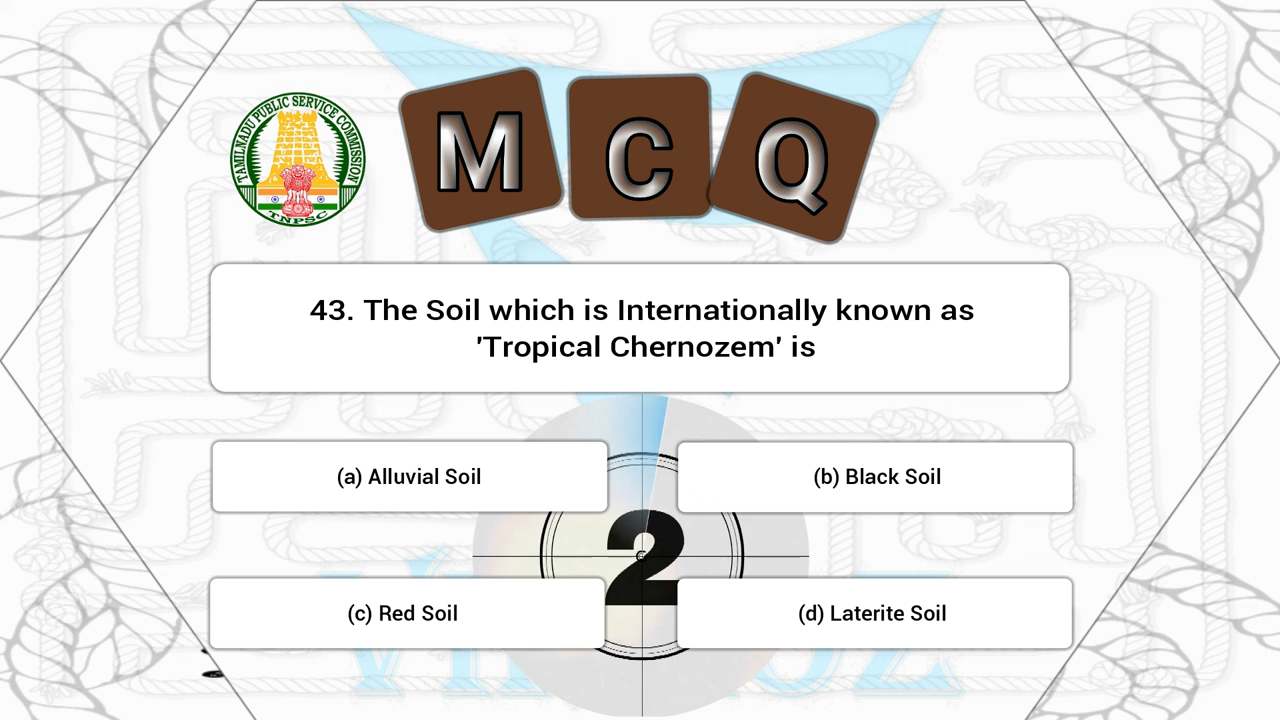 TAMILNADU PUBLIC SERVICE COMMISSION
TNPSC
M C Q
43. The Soil which is Internationally known as
'Tropical Chernozem' is
(a) Alluvial Soil
(b) Black Soil
2
(c) Red Soil
(d) Laterite Soil